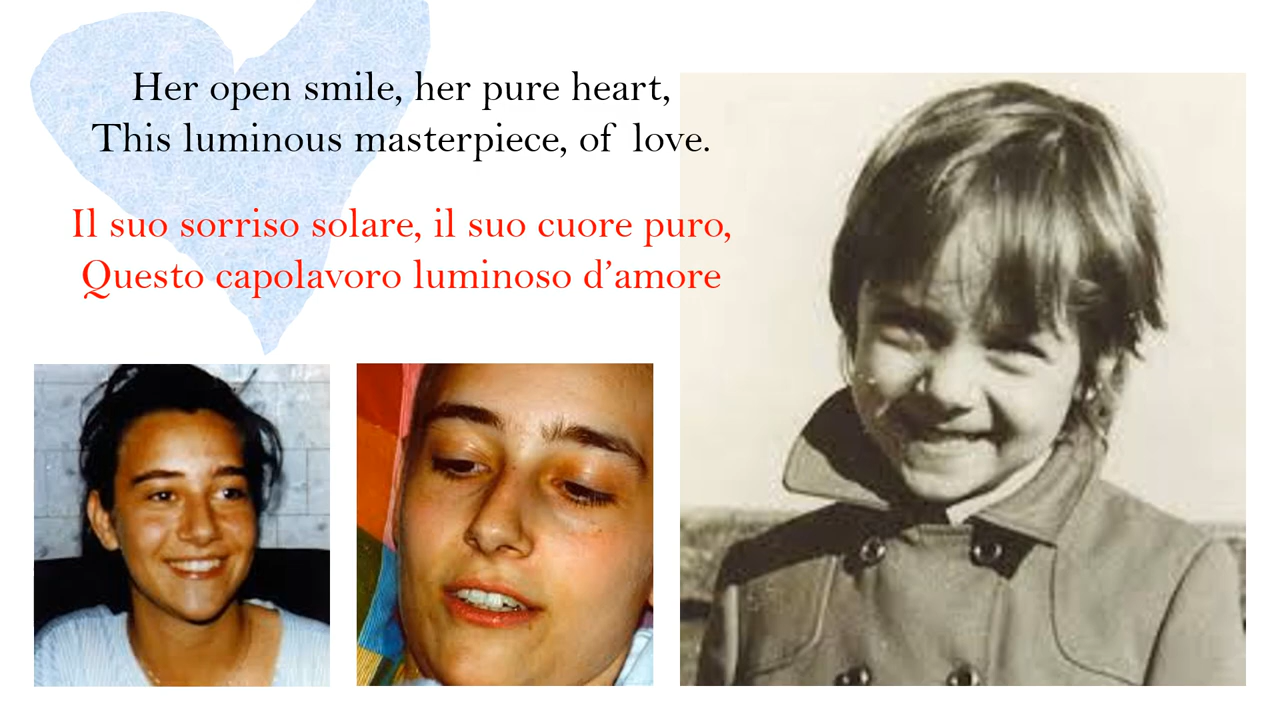 Her open smile, her pure heart,
This luminous masterpiece, of love.
Il suo sorriso solare, il suo cuore puro,
Questo capolavoro luminoso d’amore